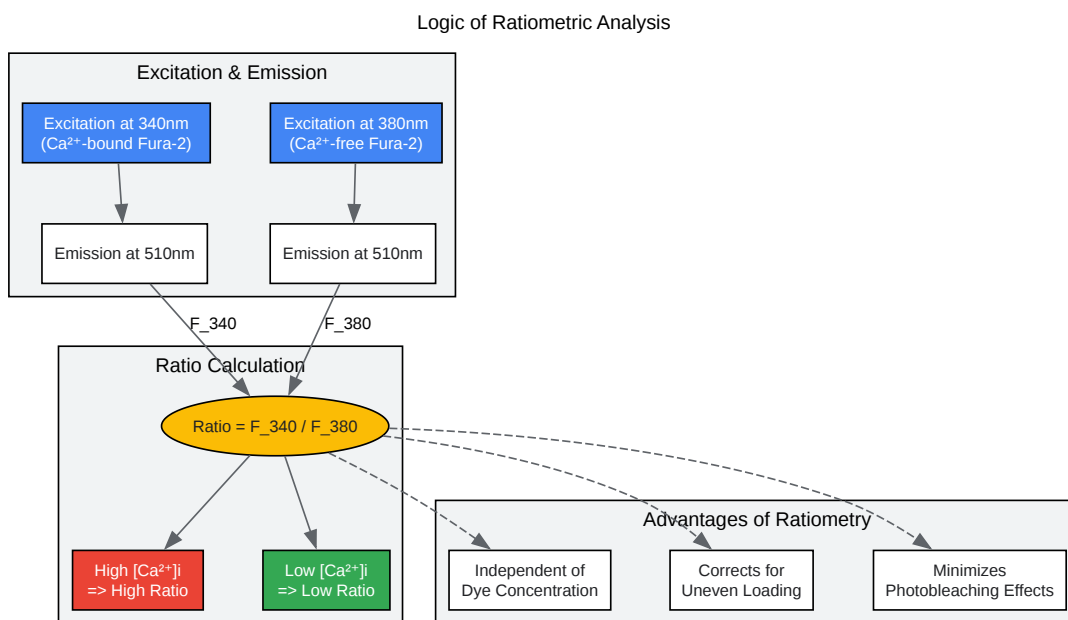 Logic of Ratiometric Analysis
Excitation & Emission
Excitation at 340nm
(Ca²⁺-bound Fura-2)
Excitation at 380nm
(Ca²⁺-free Fura-2)
Emission at 510nm
Emission at 510nm
F_340
F_380
Ratio Calculation
Ratio = F_340 / F_380
High [Ca²⁺]i
=> High Ratio
Low [Ca²⁺]i
=> Low Ratio
Advantages of Ratiometry
Independent of
Dye Concentration
Corrects for
Uneven Loading
Minimizes
Photobleaching Effects